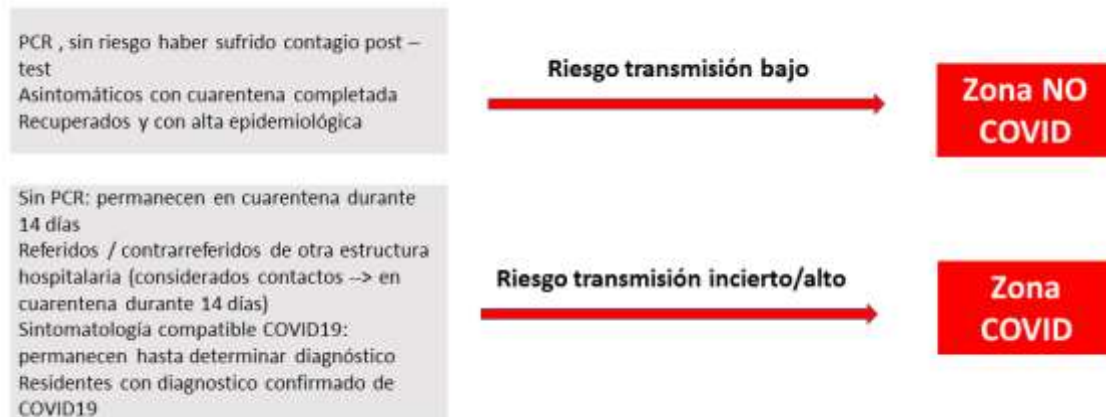 PCR , sin riesgo haber sufrido contagio post –
test
Asintomáticos con cuarentena completada
Recuperados y con alta epidemiológica
Riesgo transmisión bajo
Zona NO
COVID
Sin PCR: permanecen en cuarentena durante
14 días
Referidos / contrarreferidos de otra estructura
hospitalaria (considerados contactos --> en
cuarentena durante 14 días)
Sintomatología compatible COVID19:
permanecen hasta determinar diagnóstico
Residentes con diagnostico confirmado de
COVID19
Riesgo transmisión incierto/alto
Zona
COVID